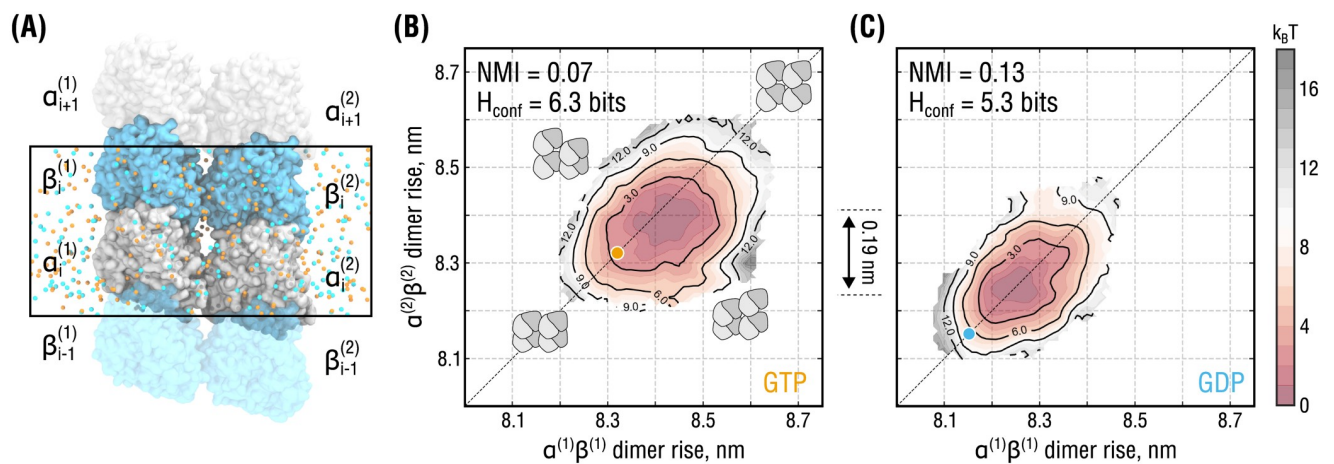 (A)
α(1)i+1
α(2)i+1
β(1)i
β(2)i
α(1)i
α(2)i
β(1)i-1
β(2)i-1
(B)
NMI = 0.07
Hconf = 6.3 bits
8.7
8.5
8.3
8.1
α(2)β(2) dimer rise, nm
12.0
9.0
3.0
12.0
12.0
9.0
6.0
9.0
GTP
8.1
8.3
8.5
8.7
α(1)β(1) dimer rise, nm
0.19 nm
(C)
NMI = 0.13
Hconf = 5.3 bits
9.0
3.0
12.0
6.0
GDP
8.1
8.3
8.5
8.7
α(1)β(1) dimer rise, nm
kBT
16
12
8
4
0